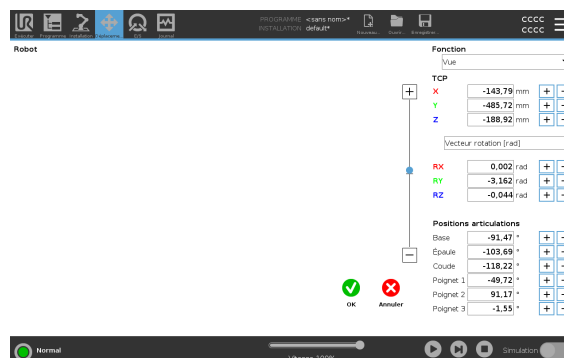 PROGRAMME <sans nom>*
INSTALLATION default*
CCCC
CCCC
Exécuter Programme Installation Déplaceme... E/S Journal
Nouveau... Ouvrir... Enregistrer...
Robot
Fonction
Vue
TCP
X -143,79 mm
Y -485,72 mm
Z -188,92 mm
Vecteur rotation [rad]
RX 0,002 rad
RY -3,162 rad
RZ -0,044 rad
Positions articulations
Base -91,47 °
Épaule -103,69 °
Coude -118,22 °
Poignet 1 -49,72 °
Poignet 2 91,17 °
Poignet 3 -1,55 °
OK Annuler
Normal
Vitesse 100%
Simulation